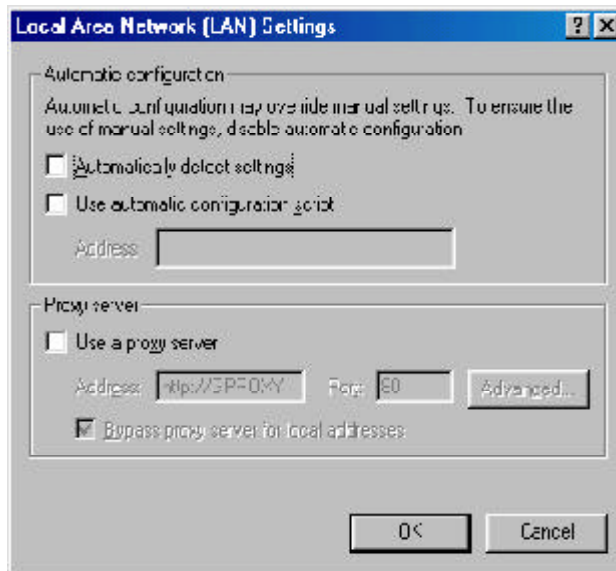 Local Area Network (LAN) Settings
Automatic configuration
Automatic configuration may override manual settings. To ensure the
use of manual settings, disable automatic configuration.
Automatically detect settings
Use automatic configuration script
Address
Proxy server
Use a proxy server
Address: http://
Port: 80
Advanced...
Bypass proxy server for local addresses
OK
Cancel